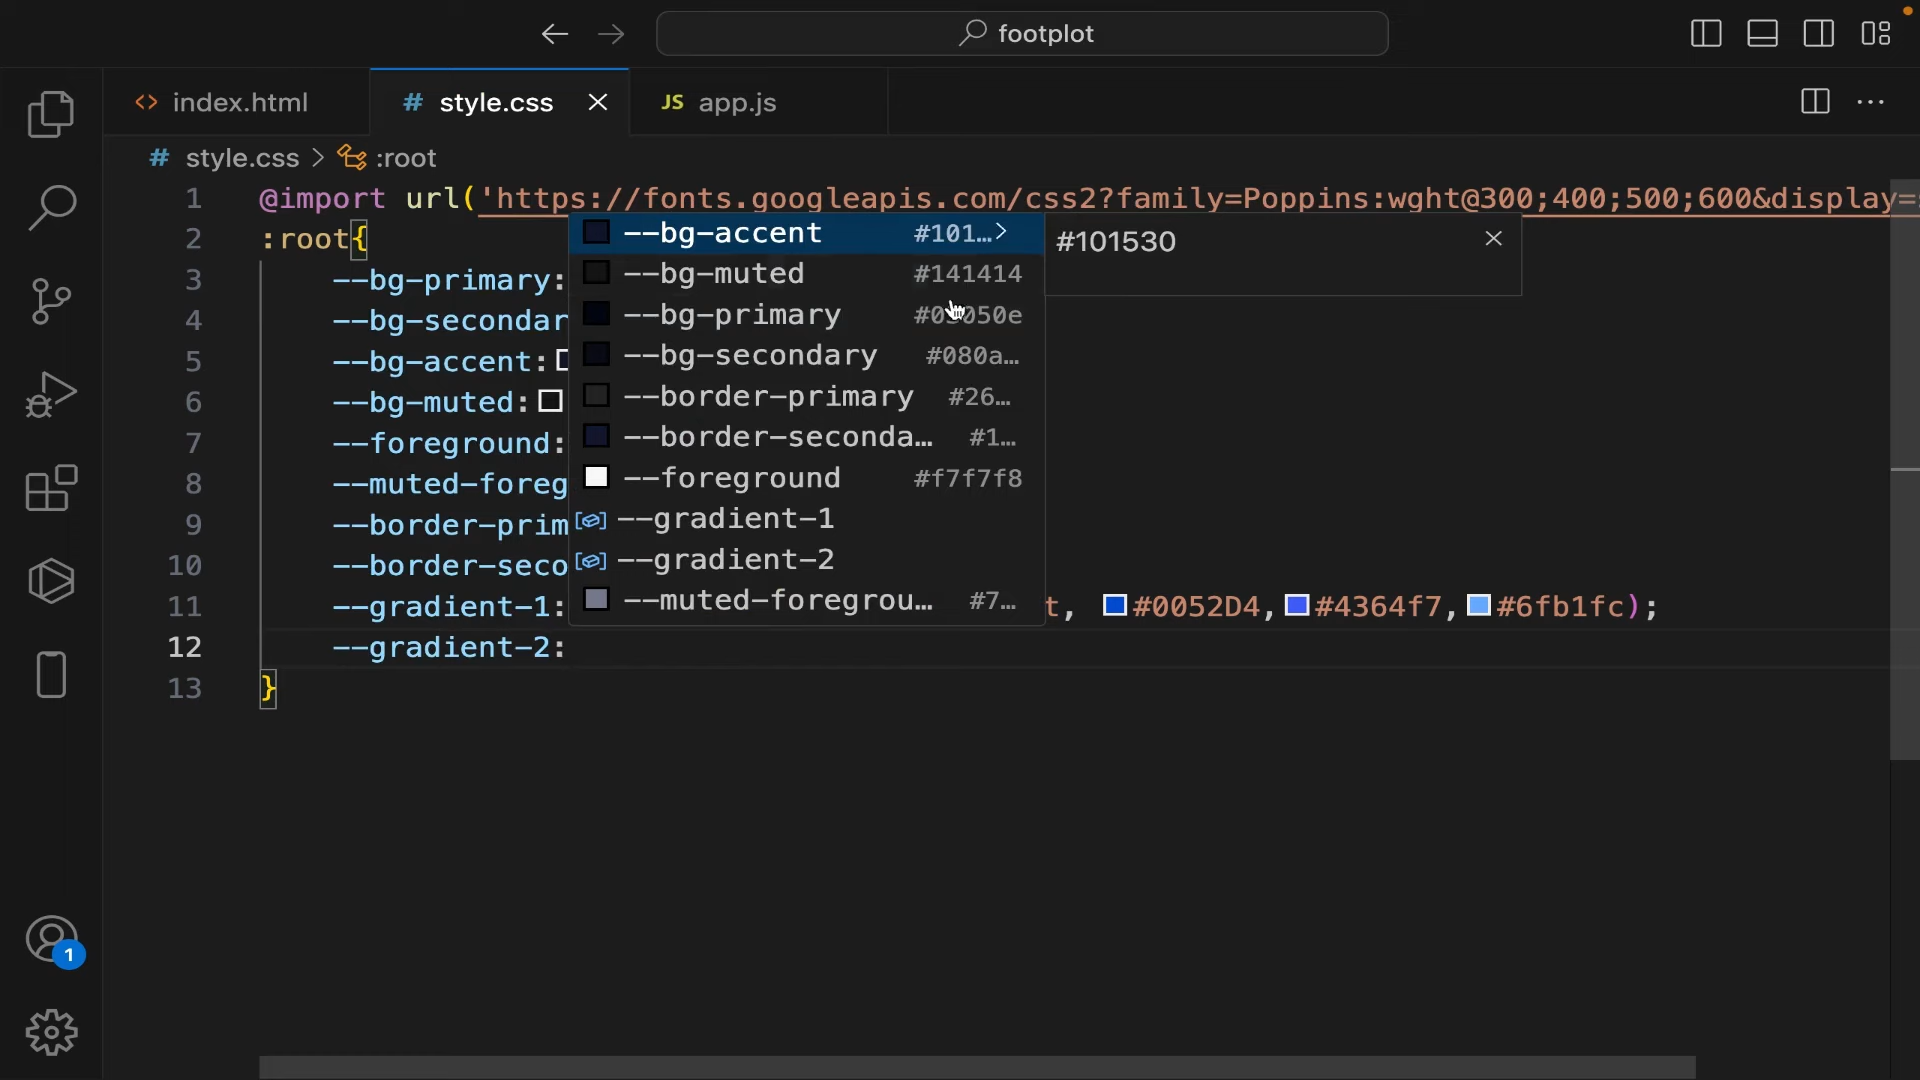 footplot
index.html
style.css
JS app.js
# style.css > :root
1 @import url('https://fonts.googleapis.com/css2?family=Poppins:wght@300;400;500;600&display=
2 :root{
3 --bg-primary:
4 --bg-secondar
5 --bg-accent:
6 --bg-muted:
7 --foreground:
8 --muted-foreg
9 --border-prim
10 --border-seco
11 --gradient-1: t, #0052D4,#4364f7,#6fb1fc);
12 --gradient-2:
13 }
--bg-accent #101…>
--bg-muted #141414
--bg-primary 050e
--bg-secondary #080a…
--border-primary #26…
--border-seconda… #1…
--foreground #f7f7f8
--gradient-1
--gradient-2
--muted-foregrou… #7…
#101530
1